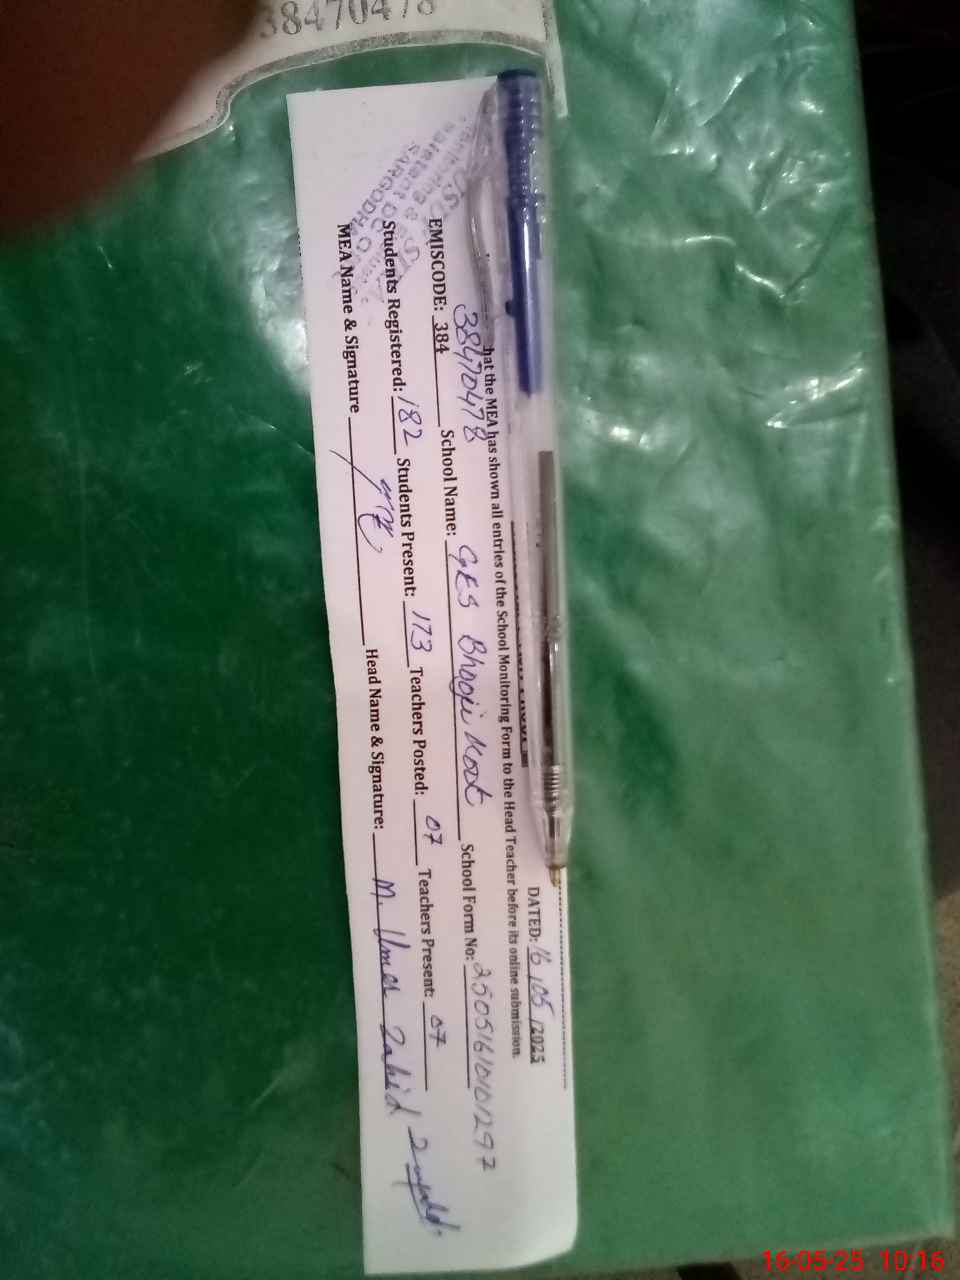 38470478
DATED: 16/05/2025
hat the MEA has shown all entries of the School Monitoring Form to the Head Teacher before its online submission.
38470478
EMISCODE: 384 School Name: GES Bhagi Kot School Form No: 25051610101297
Students Registered: 182 Students Present: 173 Teachers Posted: 07 Teachers Present: 07
MEA Name & Signature Head Name & Signature: M. Umer Zahid
SARGODHA
16-05-25 10:16